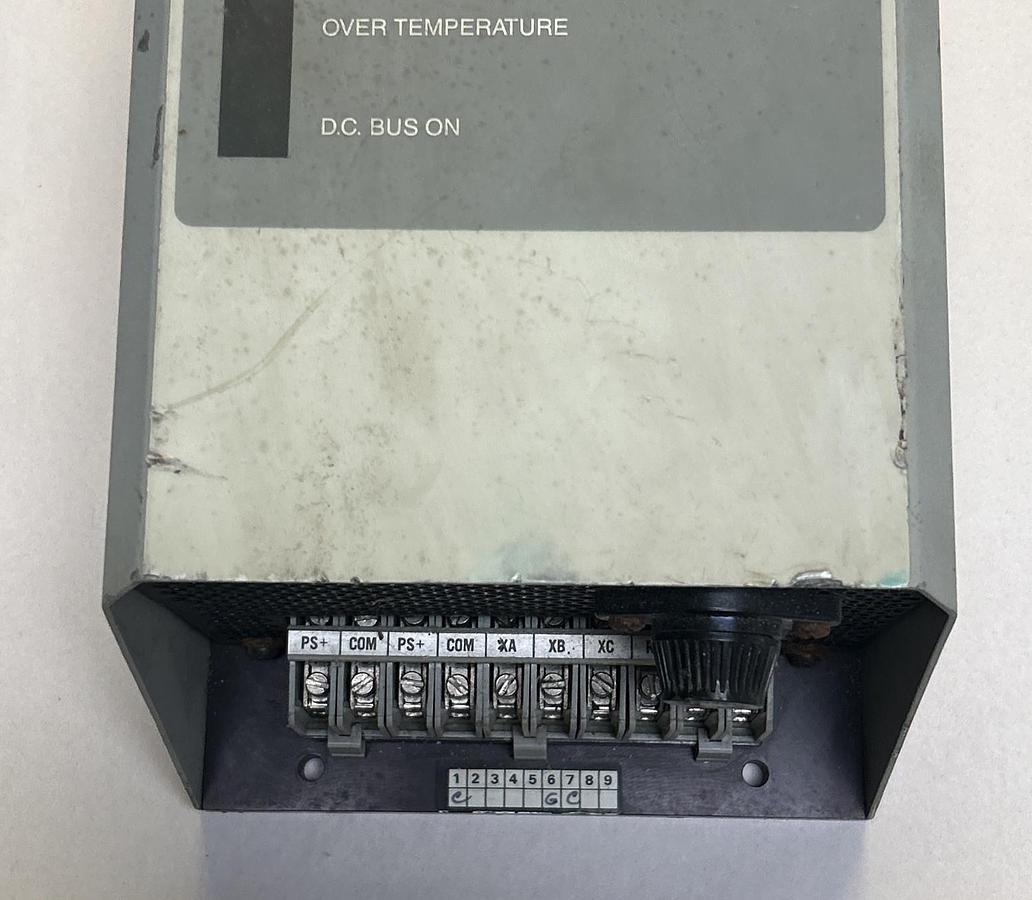 OVER TEMPERATURE
D.C. BUS ON
PS+ COM PS+ COM XA XB. XC
1 2 3 4 5 6 7 8 9
C G C